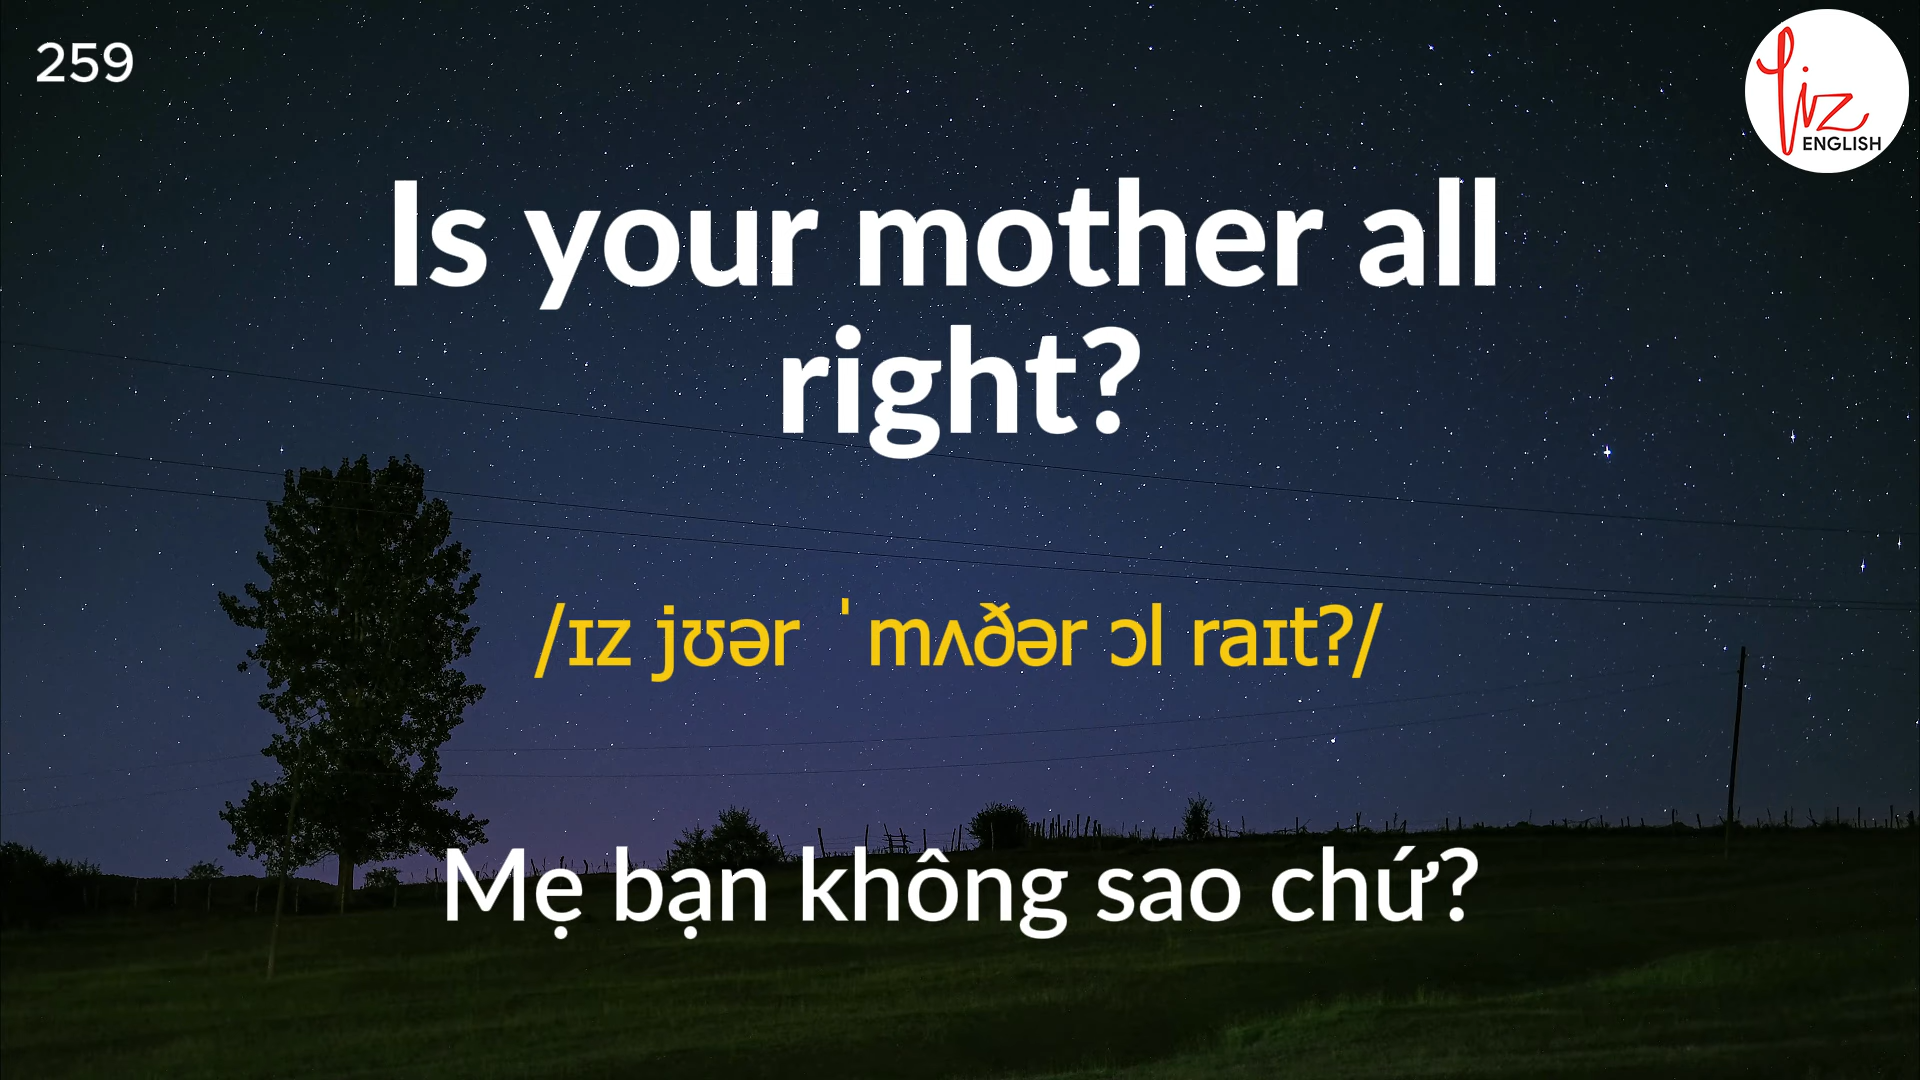 259
Liz
ENGLISH
Is your mother all
right?
/ɪz jʊər ˈmʌðər ɔl raɪt?/
Mẹ bạn không sao chứ?